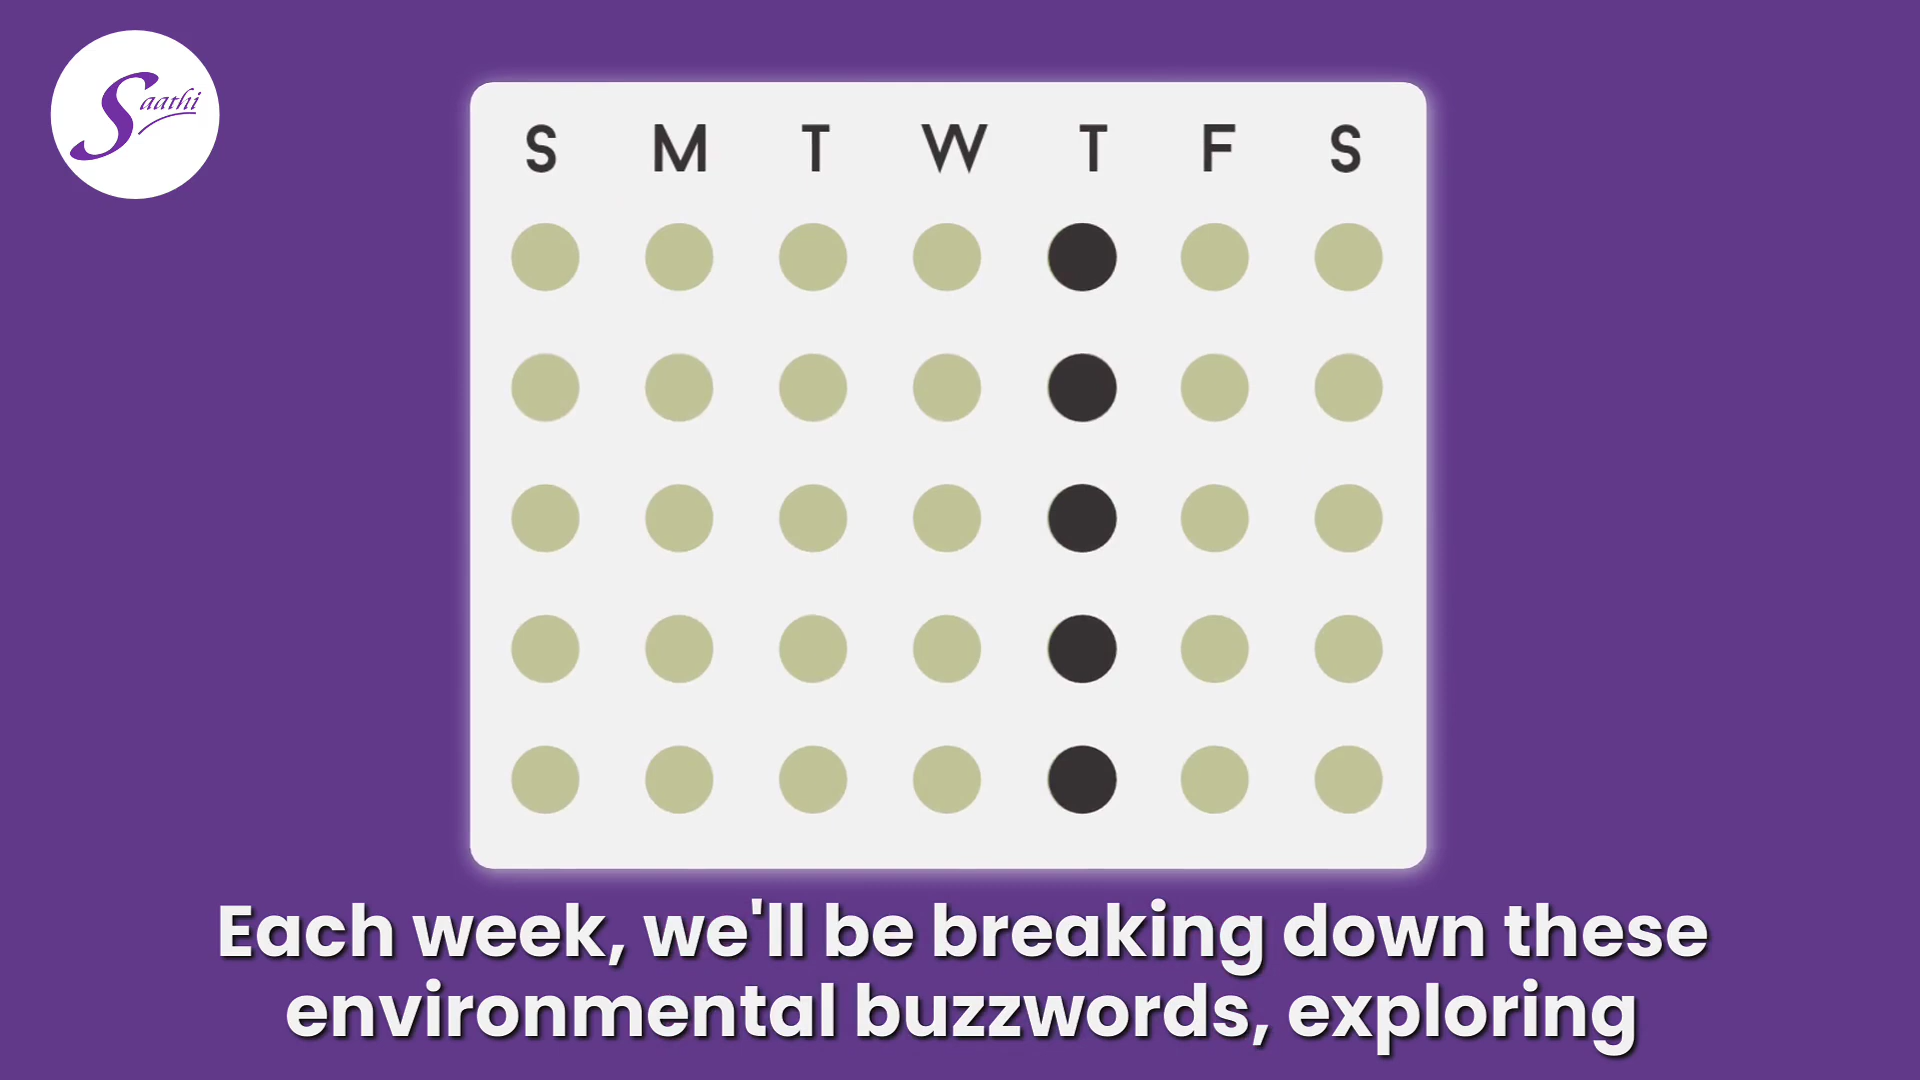 Saathi
S M T W T F S
Each week, we'll be breaking down these
environmental buzzwords, exploring